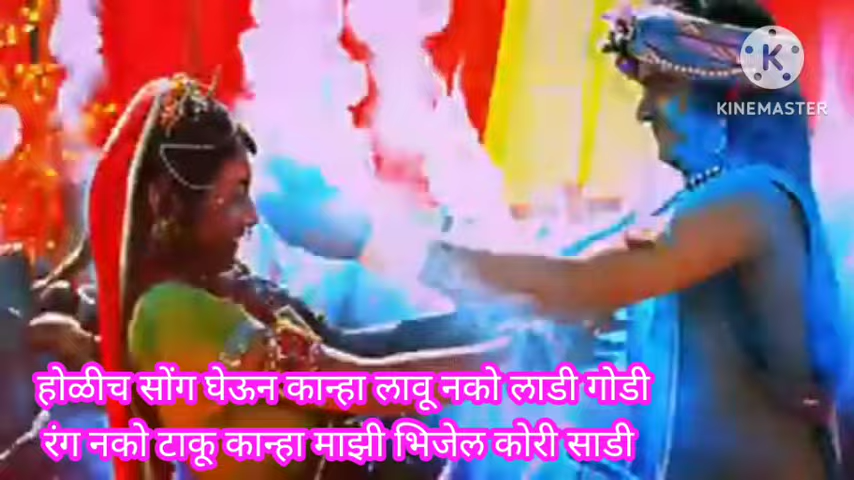 KINEMASTER
होळीच सोंग घेऊन कान्हा लावू नको लाडी गोडी
रंग नको टाकू कान्हा माझी भिजेल कोरी साडी